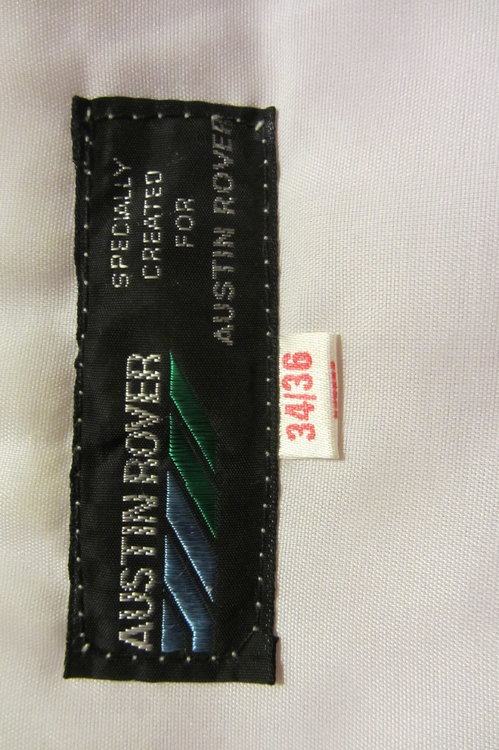 AUSTIN ROVER
SPECIALLY
CREATED
FOR
AUSTIN ROVER
34/36